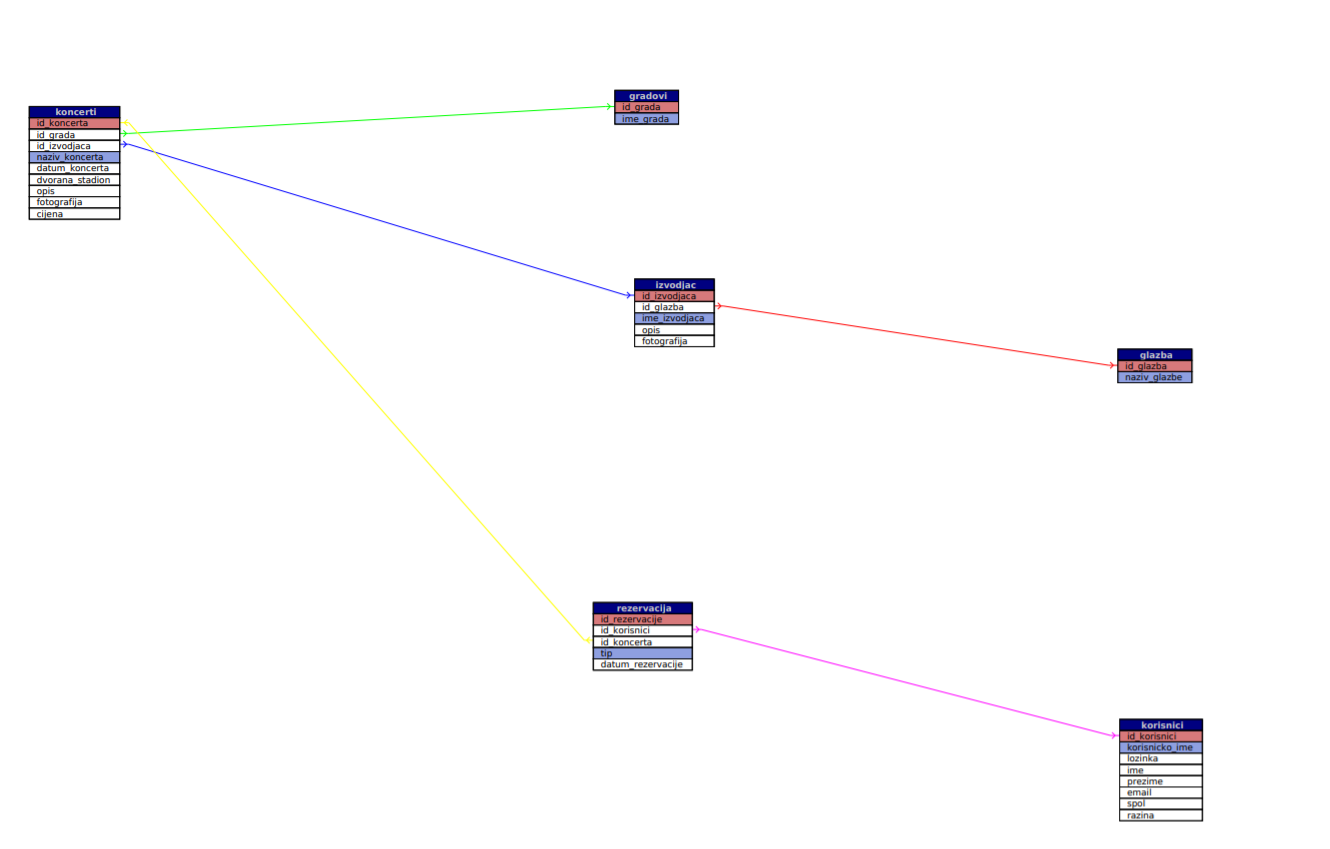 koncerti
id_koncerta
id_grada
id_izvodjaca
naziv_koncerta
datum_koncerta
dvorana_stadion
opis
fotografija
cijena
gradovi
id_grada
ime_grada
izvodjac
id_izvodjaca
id_glazba
ime_izvodjaca
opis
fotografija
glazba
id_glazba
naziv_glazbe
rezervacija
id_rezervacije
id_korisnici
id_koncerta
tip
datum_rezervacije
korisnici
id_korisnici
korisnicko_ime
lozinka
ime
prezime
email
spol
razina